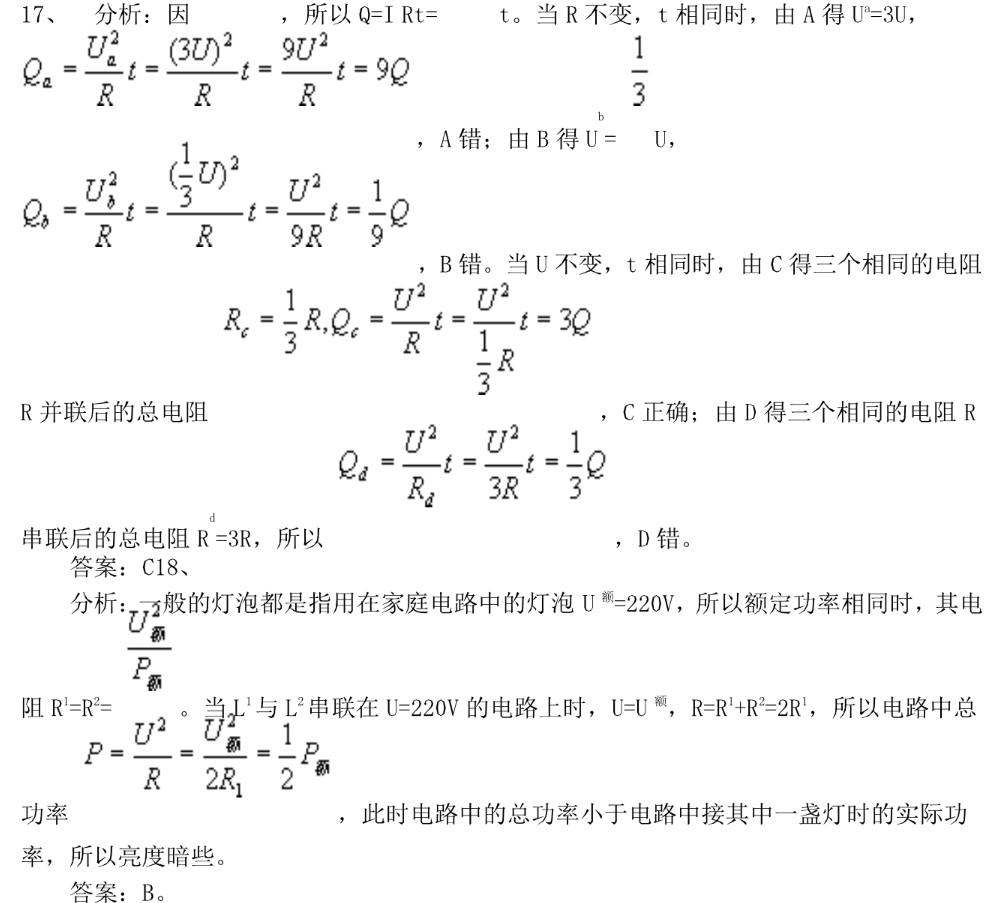 17、 分析：因 ，所以 Q=I Rt= t。当 R 不变，t 相同时，由 A 得 Uᵃ=3U，
Qₐ = U²ₐ/R t = (3U)²/R t = 9U²/R t = 9Q 1/3
，A 错；由 B 得 U ᵇ= U，
Q_b = U²_b/R t = (1/3 U)²/R t = U²/9R t = 1/9 Q
，B 错。当 U 不变，t 相同时，由 C 得三个相同的电阻
R_c = 1/3 R,Q_c = U²/R t = U²/(1/3 R) t = 3Q
R 并联后的总电阻 ，C 正确；由 D 得三个相同的电阻 R
Q_d = U²/R_d t = U²/3R t = 1/3 Q
串联后的总电阻 R ᵈ=3R，所以 ，D 错。
答案：C18、
分析：一般的灯泡都是指用在家庭电路中的灯泡 U 额=220V，所以额定功率相同时，其电
U²额/P额
阻 R¹=R²= 。当 L¹ 与 L² 串联在 U=220V 的电路上时，U=U 额，R=R¹+R²=2R¹，所以电路中总
P = U²/R = U²额/2R₁ = 1/2 P额
功率 ，此时电路中的总功率小于电路中接其中一盏灯时的实际功
率，所以亮度暗些。
答案：B。